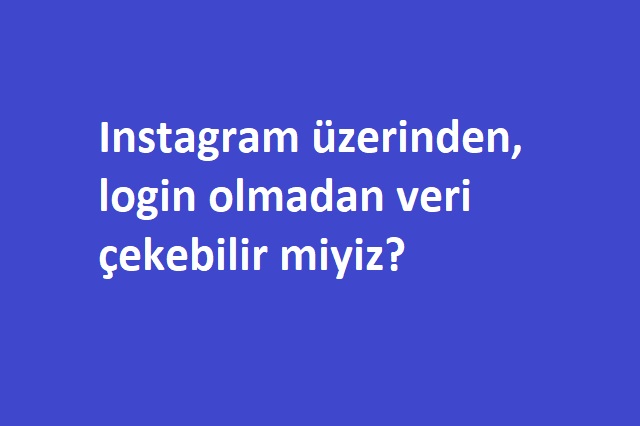 Instagram üzerinden,
login olmadan veri
çekebilir miyiz?